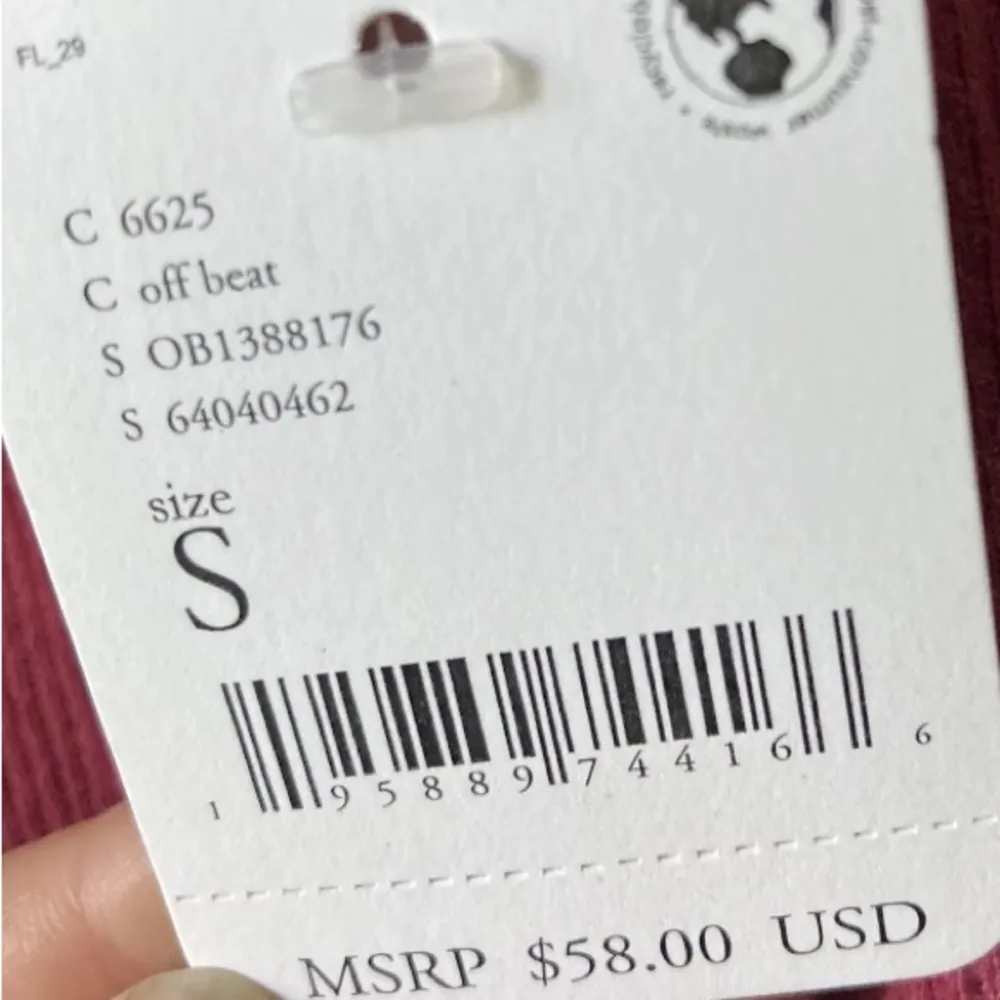 FL_29
C 6625
C off beat
S OB1388176
S 64040462
size
S
1 95889 74416 6
MSRP $58.00 USD